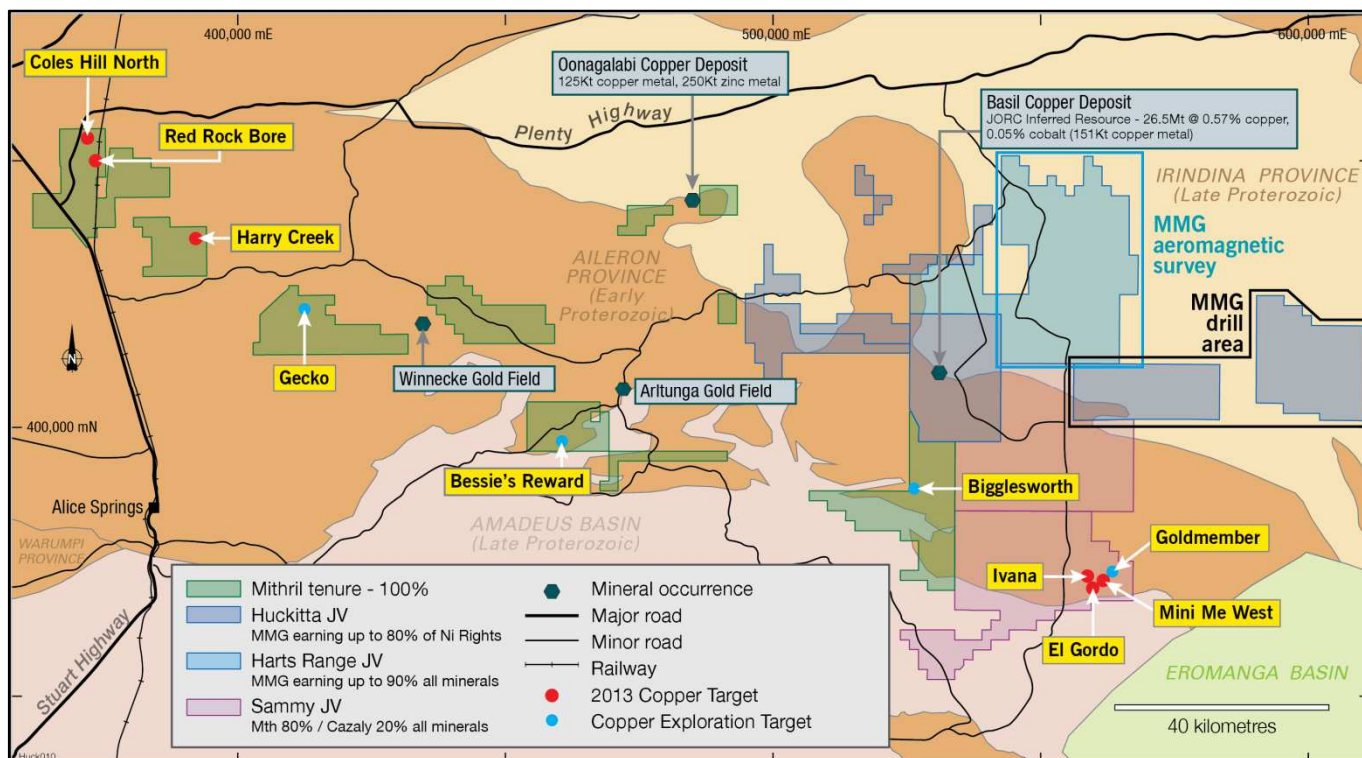 400,000 mE
500,000 mE
600,000 mE
Coles Hill North
Red Rock Bore
Harry Creek
Oonagalabi Copper Deposit
125Kt copper metal, 250Kt zinc metal
Plenty Highway
Basil Copper Deposit
JORC Inferred Resource - 26.5Mt @ 0.57% copper,
0.05% cobalt (151Kt copper metal)
IRINDINA PROVINCE
(Late Proterozoic)
MMG
aeromagnetic
survey
AILERON
PROVINCE
(Early
Proterozoic)
MMG
drill
area
N
Gecko
Winnecke Gold Field
Arltunga Gold Field
400,000 mN
Bessie's Reward
Bigglesworth
Alice Springs
WARUMPI
PROVINCE
AMADEUS BASIN
(Late Proterozoic)
Goldmember
Ivana
Mini Me West
El Gordo
EROMANGA BASIN
40 kilometres
Stuart Highway
Mithril tenure - 100%
Huckitta JV
MMG earning up to 80% of Ni Rights
Harts Range JV
MMG earning up to 90% all minerals
Sammy JV
Mth 80% / Cazaly 20% all minerals
Mineral occurrence
Major road
Minor road
Railway
2013 Copper Target
Copper Exploration Target
Huck010